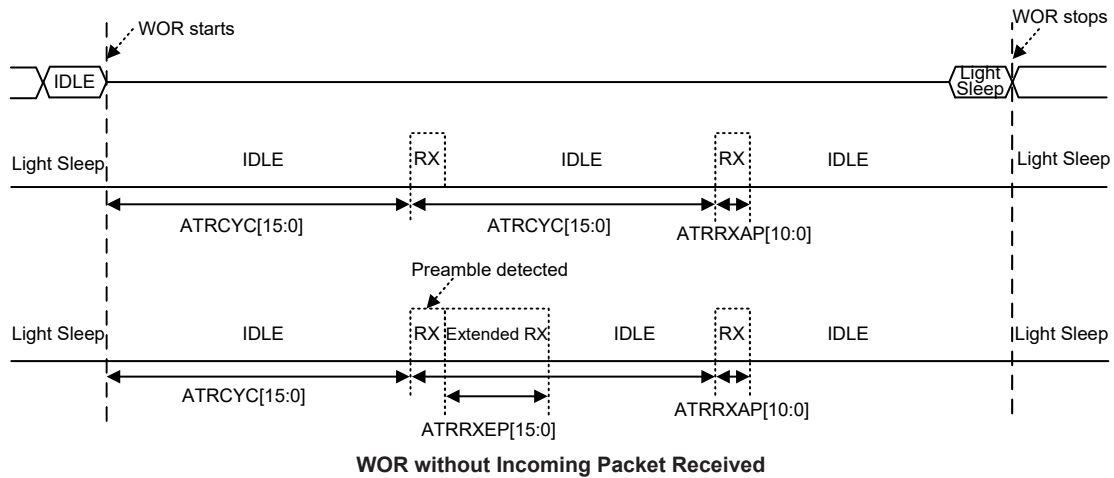 WOR starts
WOR stops
IDLE
Light
Sleep
Light Sleep
IDLE
RX
IDLE
RX
IDLE
Light Sleep
ATRCYC[15:0]
ATRCYC[15:0]
ATRRXAP[10:0]
Preamble detected
Light Sleep
IDLE
RX
Extended RX
IDLE
RX
IDLE
Light Sleep
ATRCYC[15:0]
ATRRXAP[10:0]
ATRRXEP[15:0]
WOR without Incoming Packet Received